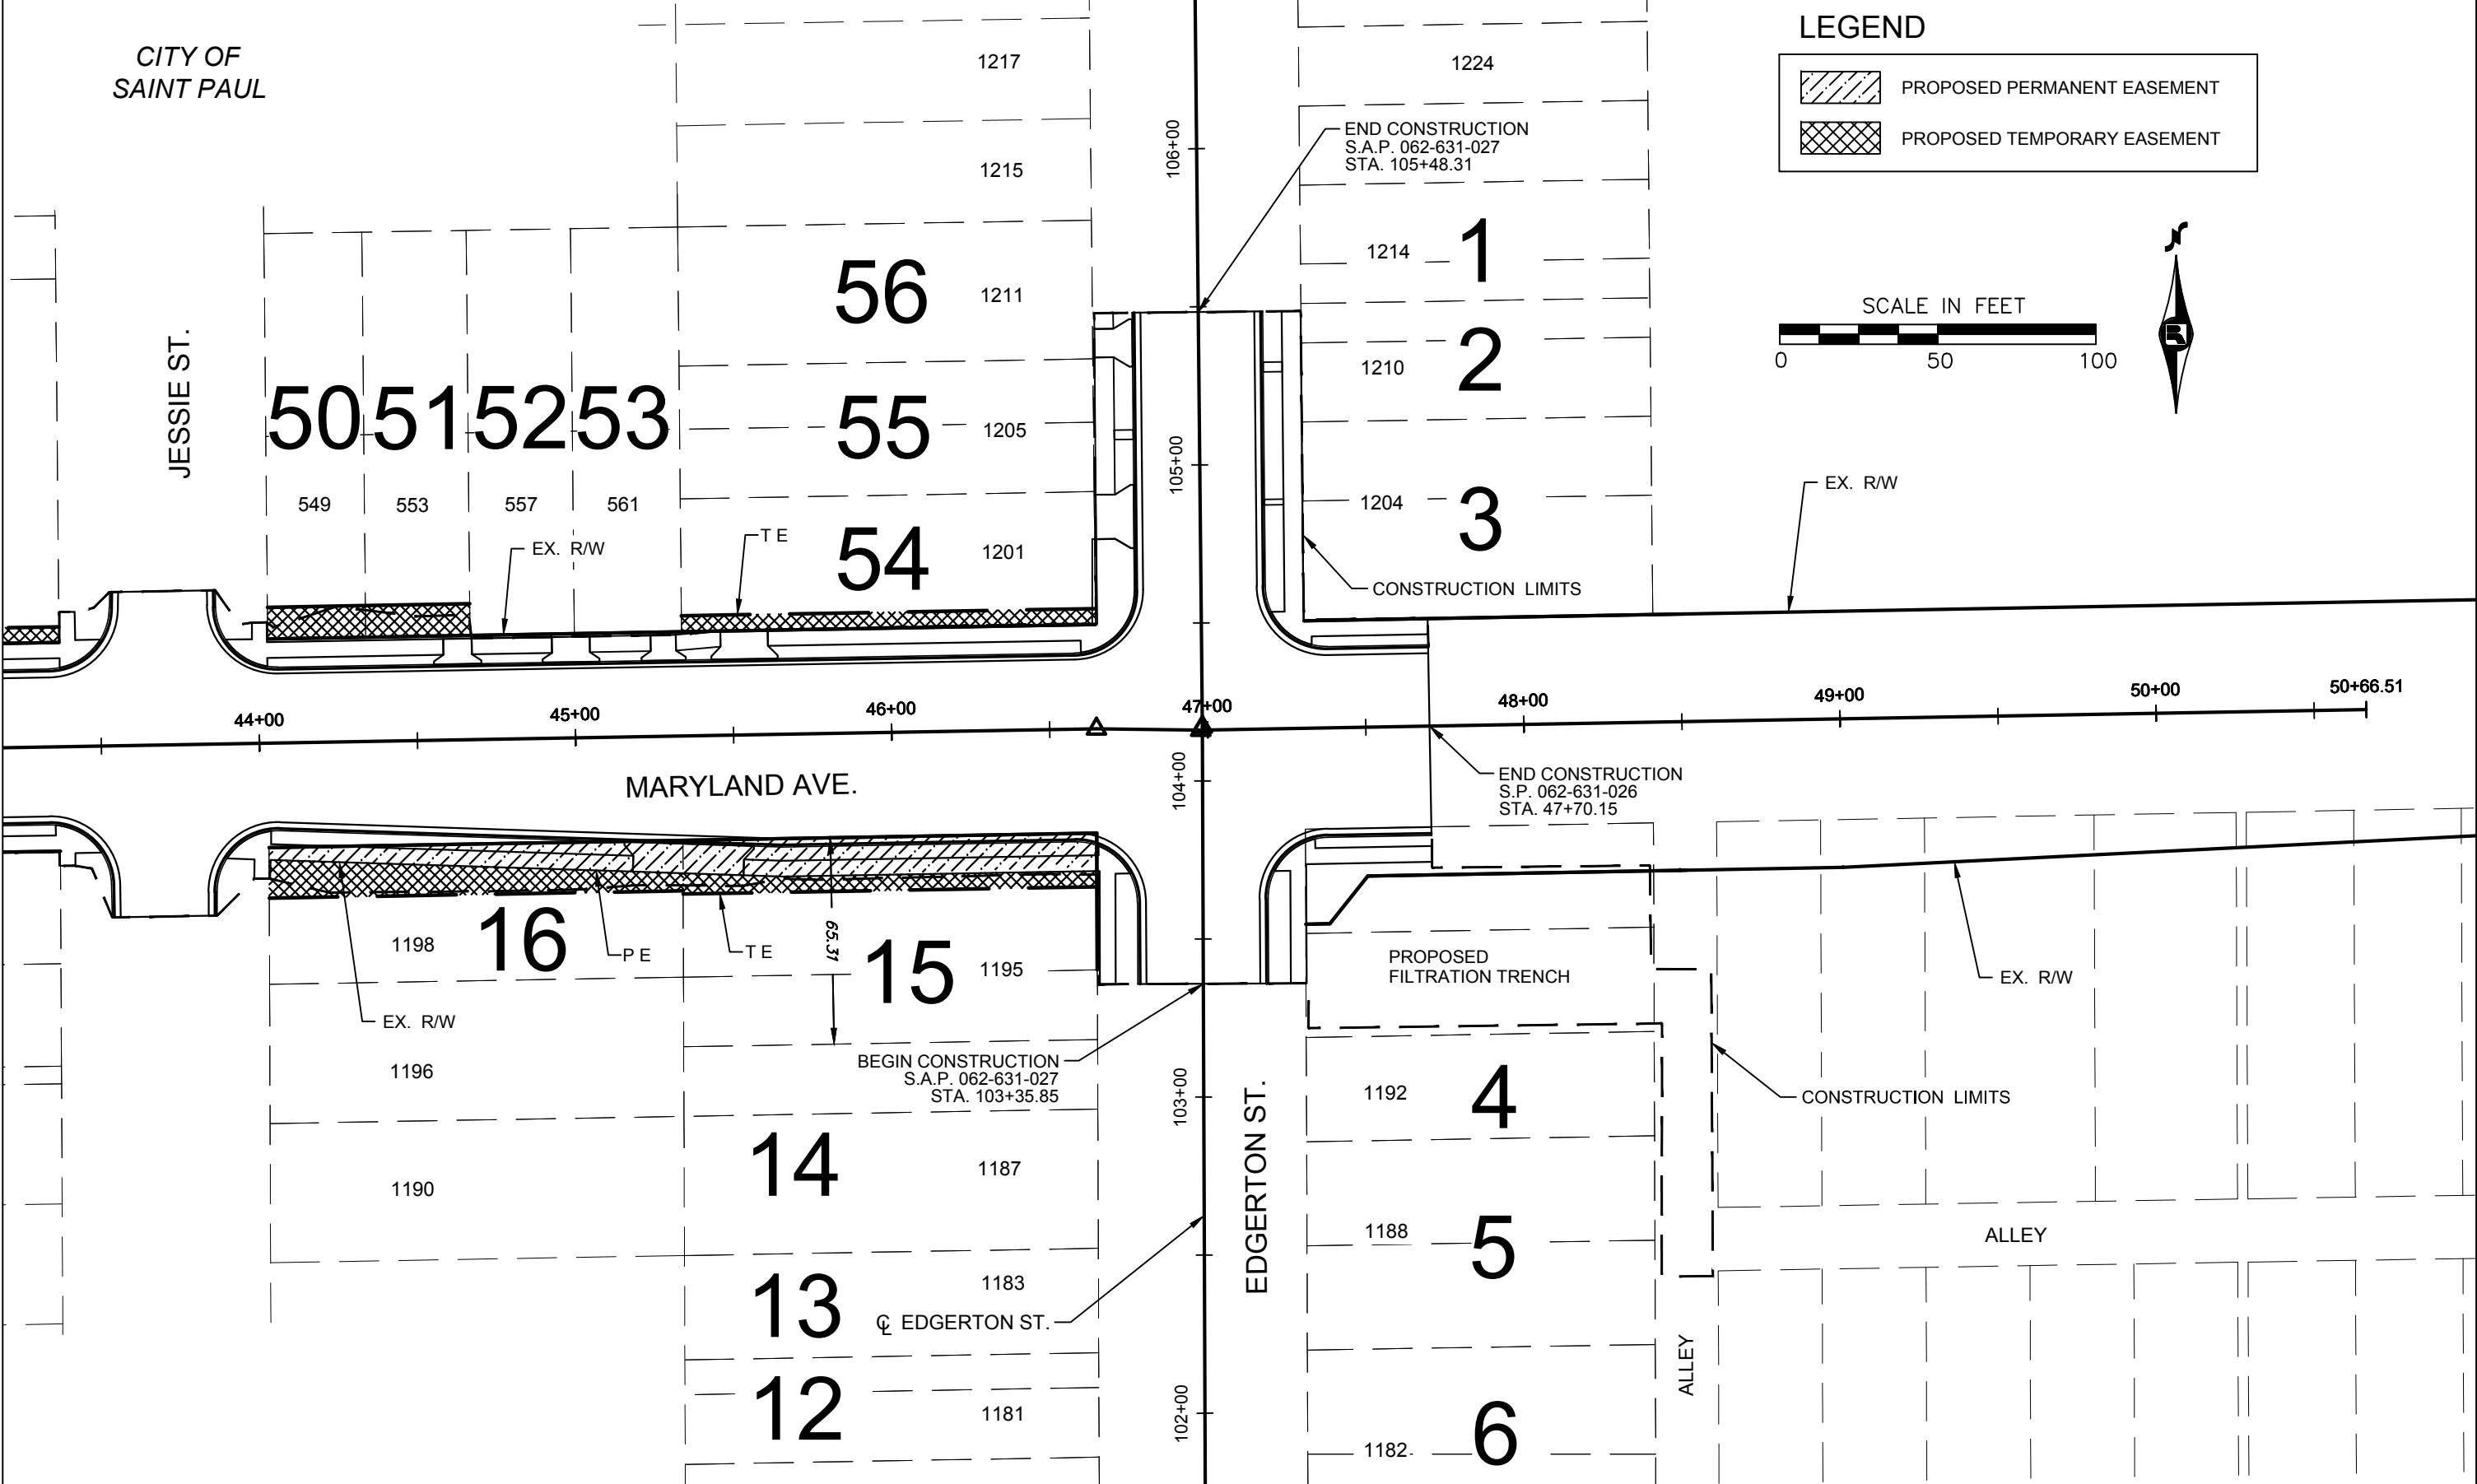 CITY OF
SAINT PAUL
LEGEND
PROPOSED PERMANENT EASEMENT
PROPOSED TEMPORARY EASEMENT
SCALE IN FEET
0 50 100
N
R
1217
1215
1211
1205
1201
56
55
54
1224
1214
1
1210
2
1204
3
106+00
105+00
END CONSTRUCTION
S.A.P. 062-631-027
STA. 105+48.31
JESSIE ST.
50 51 52 53
549 553 557 561
EX. R/W
T E
EX. R/W
CONSTRUCTION LIMITS
44+00 45+00 46+00 47+00 48+00 49+00 50+00 50+66.51
MARYLAND AVE.
104+00
END CONSTRUCTION
S.P. 062-631-026
STA. 47+70.15
1198
16
P E
T E
65.31
15
1195
EX. R/W
PROPOSED
FILTRATION TRENCH
EX. R/W
1196
BEGIN CONSTRUCTION
S.A.P. 062-631-027
STA. 103+35.85
103+00
1192
4
CONSTRUCTION LIMITS
1190
14
1187
EDGERTON ST.
1188
5
ALLEY
13
1183
℄ EDGERTON ST.
12
1181
102+00
1182
6
ALLEY